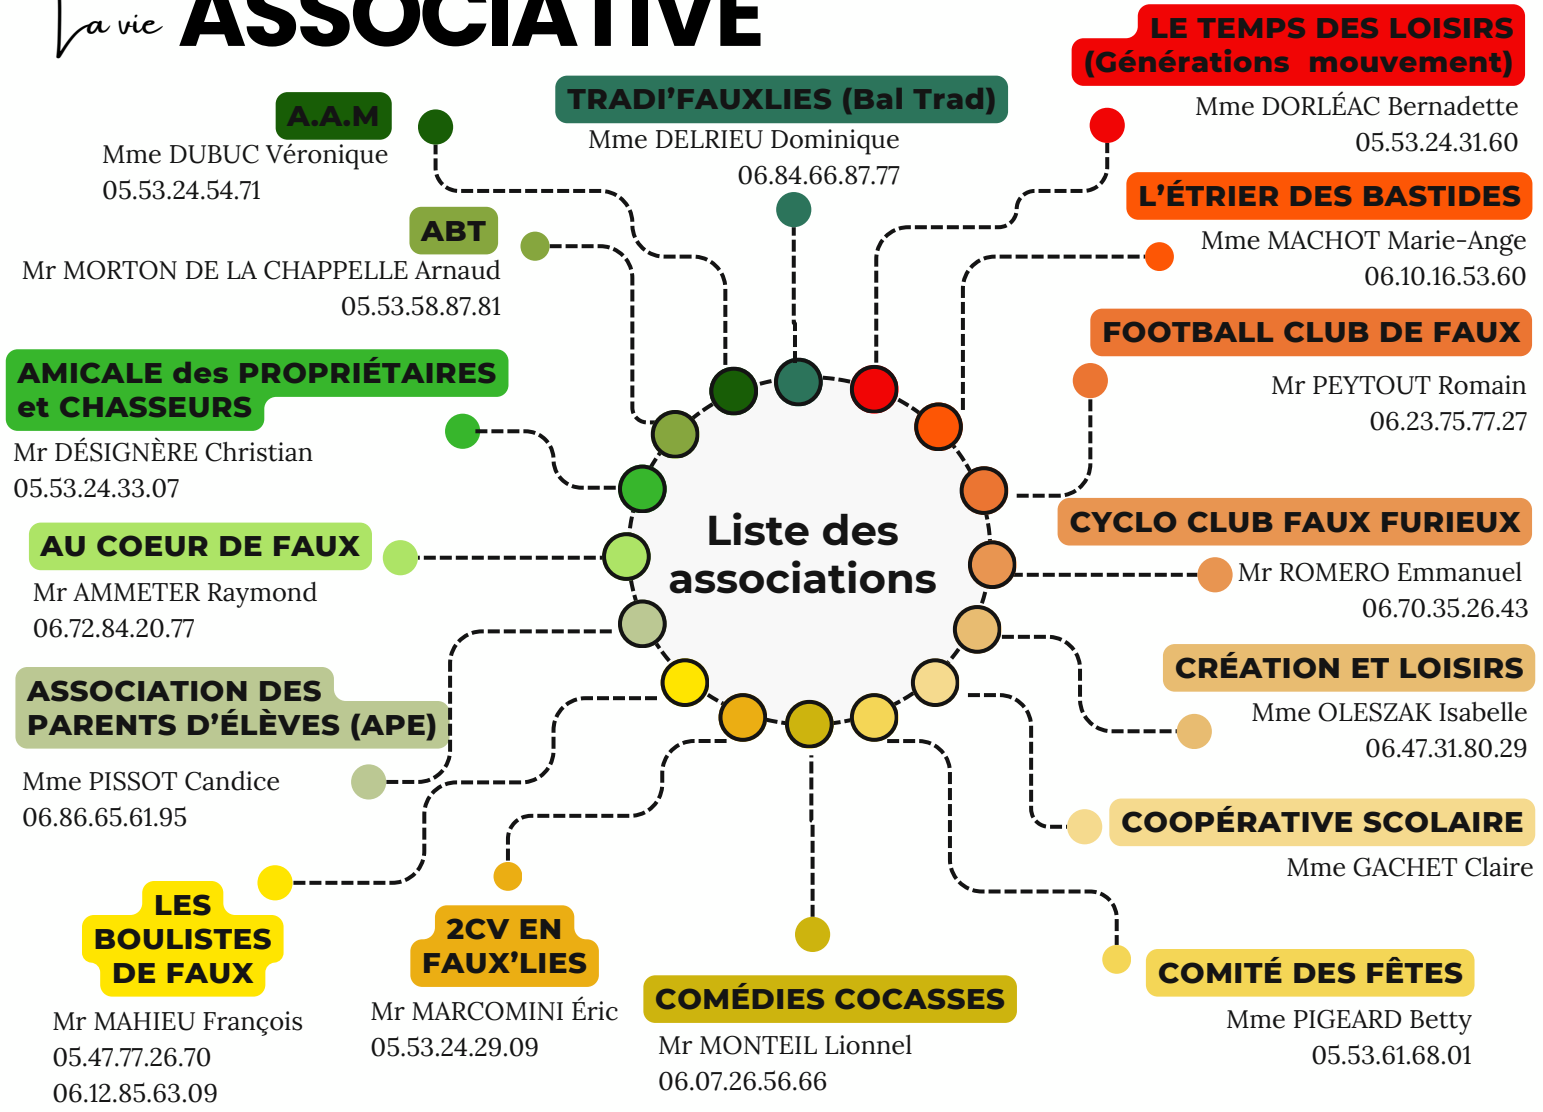 La vie ASSOCIATIVE
A.A.M
Mme DUBUC Véronique
05.53.24.54.71
TRADI'FAUXLIES (Bal Trad)
Mme DELRIEU Dominique
06.84.66.87.77
LE TEMPS DES LOISIRS
(Générations mouvement)
Mme DORLÉAC Bernadette
05.53.24.31.60
ABT
Mr MORTON DE LA CHAPPELLE Arnaud
05.53.58.87.81
L'ÉTRIER DES BASTIDES
Mme MACHOT Marie-Ange
06.10.16.53.60
AMICALE des PROPRIÉTAIRES
et CHASSEURS
Mr DÉSIGNÈRE Christian
05.53.24.33.07
FOOTBALL CLUB DE FAUX
Mr PEYTOUT Romain
06.23.75.77.27
Liste des
associations
AU COEUR DE FAUX
Mr AMMETER Raymond
06.72.84.20.77
CYCLO CLUB FAUX FURIEUX
Mr ROMERO Emmanuel
06.70.35.26.43
ASSOCIATION DES
PARENTS D'ÉLÈVES (APE)
Mme PISSOT Candice
06.86.65.61.95
CRÉATION ET LOISIRS
Mme OLESZAK Isabelle
06.47.31.80.29
COOPÉRATIVE SCOLAIRE
Mme GACHET Claire
LES
BOULISTES
DE FAUX
Mr MAHIEU François
05.47.77.26.70
06.12.85.63.09
2CV EN
FAUX'LIES
Mr MARCOMINI Éric
05.53.24.29.09
COMÉDIES COCASSES
Mr MONTEIL Lionnel
06.07.26.56.66
COMITÉ DES FÊTES
Mme PIGEARD Betty
05.53.61.68.01